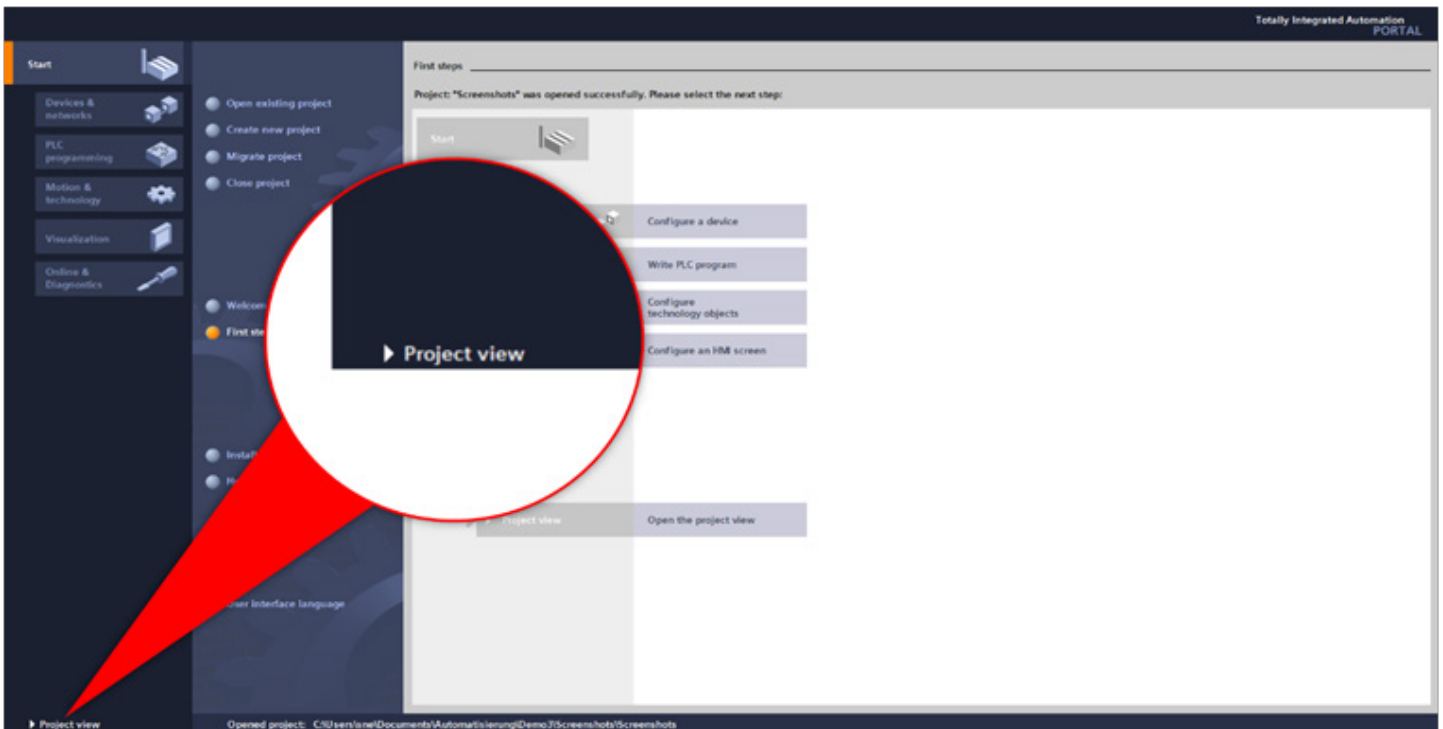 Totally Integrated Automation
PORTAL
Start
Devices &
networks
PLC
programming
Motion &
technology
Visualization
Online &
Diagnostics
Open existing project
Create new project
Migrate project
Close project
First steps
Project: "Screenshots" was opened successfully. Please select the next step:
Start
Configure a device
Write PLC program
Configure
technology objects
Configure an HMI screen
Project view
Project view
Open the project view
User interface language
Project view
Opened project: